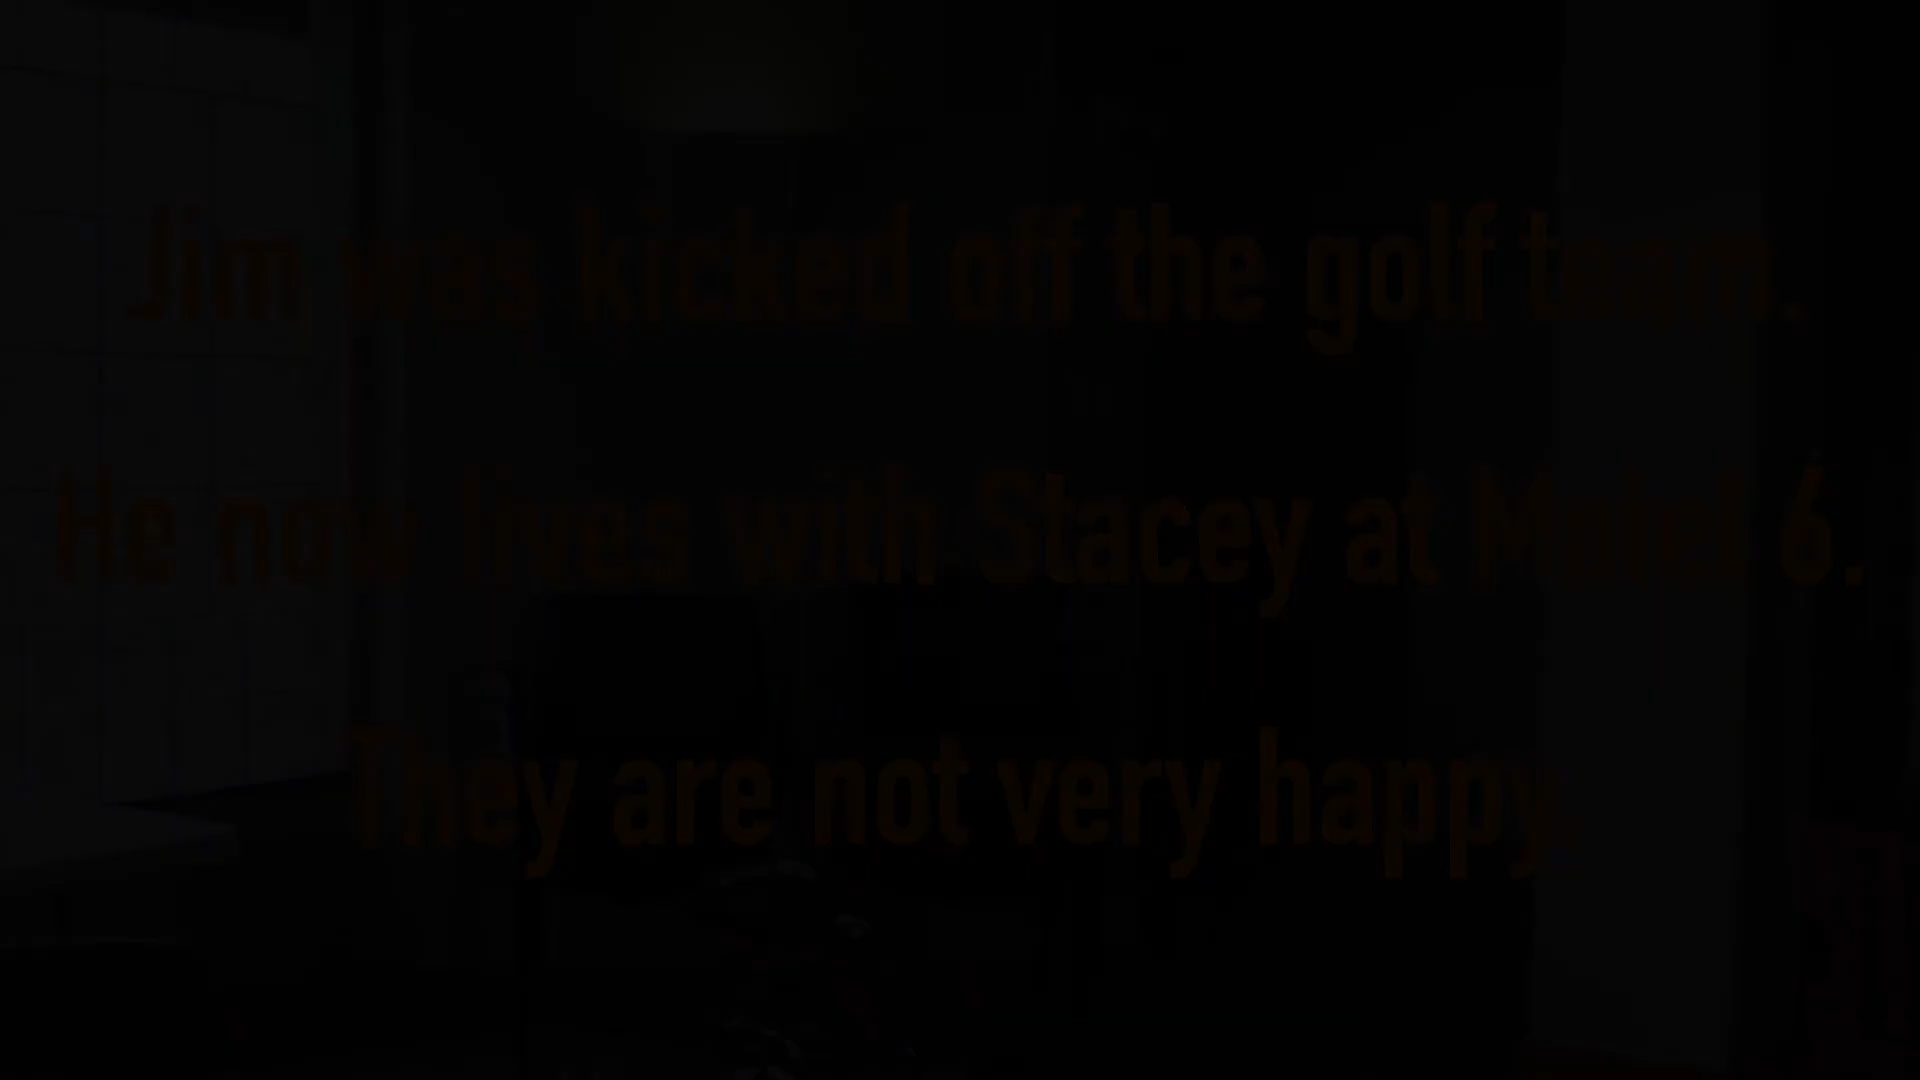 Jim was kicked off the golf team.
He now lives with Stacey at Motel 6.
They are not very happy.